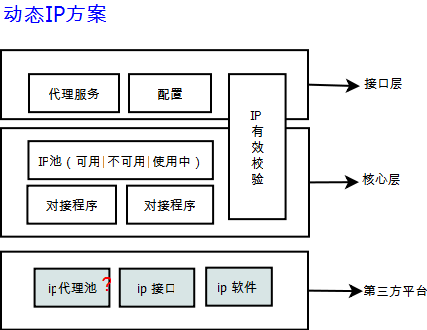 动态IP方案
代理服务
配置
IP
有
效
校
验
接口层
IP池（可用|不可用|使用中）
对接程序
对接程序
核心层
ip代理池
?
ip 接口
ip 软件
第三方平台